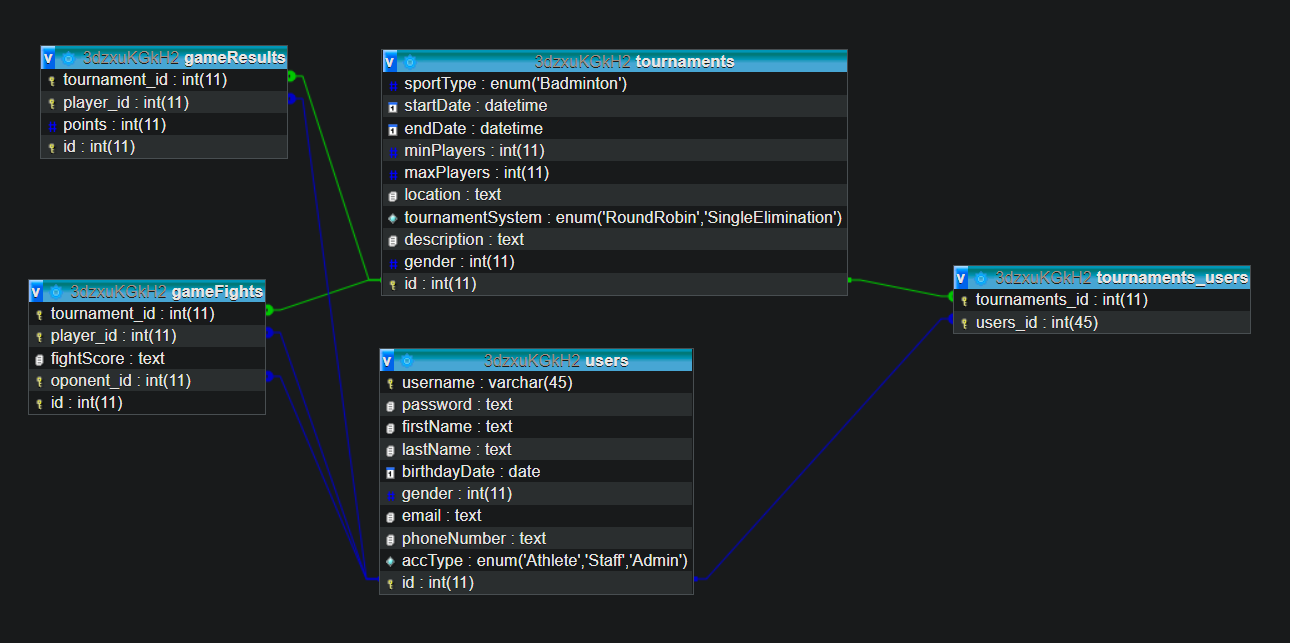 v 3dzxuKGkH2 gameResults
tournament_id : int(11)
player_id : int(11)
points : int(11)
id : int(11)
v 3dzxuKGkH2 tournaments
sportType : enum('Badminton')
startDate : datetime
endDate : datetime
minPlayers : int(11)
maxPlayers : int(11)
location : text
tournamentSystem : enum('RoundRobin','SingleElimination')
description : text
gender : int(11)
id : int(11)
v 3dzxuKGkH2 gameFights
tournament_id : int(11)
player_id : int(11)
fightScore : text
oponent_id : int(11)
id : int(11)
v 3dzxuKGkH2 users
username : varchar(45)
password : text
firstName : text
lastName : text
birthdayDate : date
gender : int(11)
email : text
phoneNumber : text
accType : enum('Athlete','Staff','Admin')
id : int(11)
v 3dzxuKGkH2 tournaments_users
tournaments_id : int(11)
users_id : int(45)